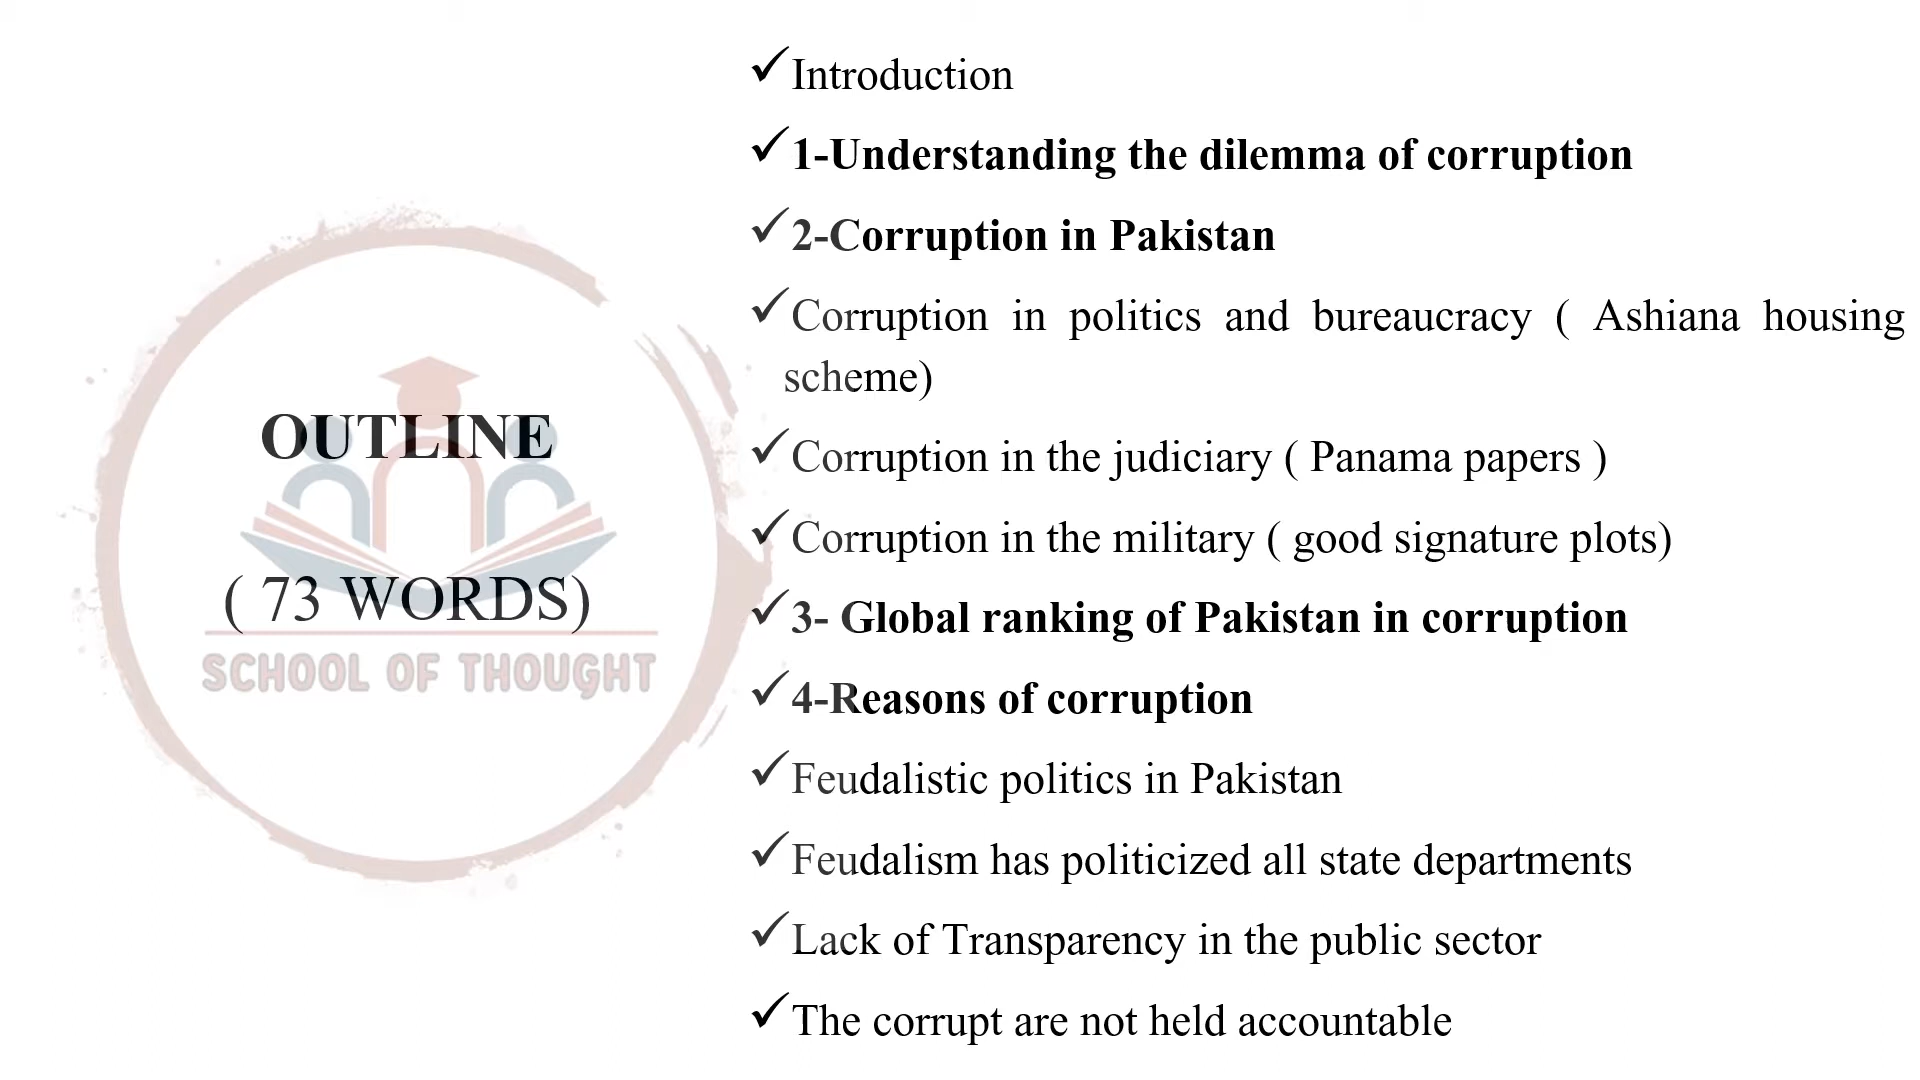 OUTLINE
( 73 WORDS)
SCHOOL OF THOUGHT
✓Introduction
✓1-Understanding the dilemma of corruption
✓2-Corruption in Pakistan
✓Corruption in politics and bureaucracy ( Ashiana housing
scheme)
✓Corruption in the judiciary ( Panama papers )
✓Corruption in the military ( good signature plots)
✓3- Global ranking of Pakistan in corruption
✓4-Reasons of corruption
✓Feudalistic politics in Pakistan
✓Feudalism has politicized all state departments
✓Lack of Transparency in the public sector
✓The corrupt are not held accountable